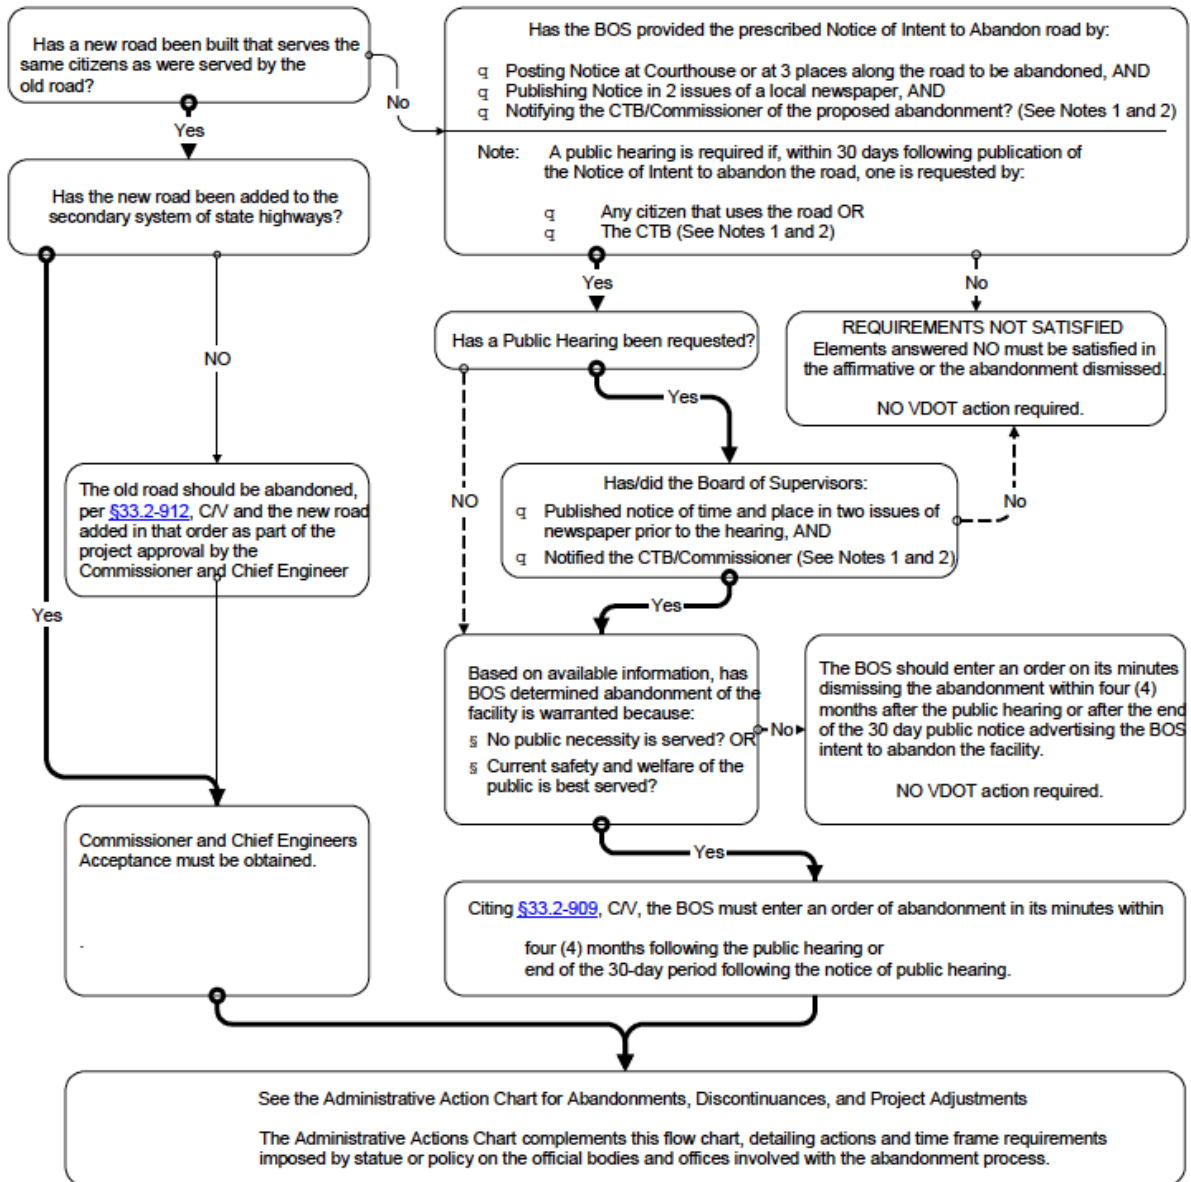 Has a new road been built that serves the
same citizens as were served by the
old road?
No
Yes
Has the BOS provided the prescribed Notice of Intent to Abandon road by:
q Posting Notice at Courthouse or at 3 places along the road to be abandoned, AND
q Publishing Notice in 2 issues of a local newspaper, AND
q Notifying the CTB/Commissioner of the proposed abandonment? (See Notes 1 and 2)
Note: A public hearing is required if, within 30 days following publication of
the Notice of Intent to abandon the road, one is requested by:
q Any citizen that uses the road OR
q The CTB (See Notes 1 and 2)
Has the new road been added to the
secondary system of state highways?
Yes
No
Has a Public Hearing been requested?
REQUIREMENTS NOT SATISFIED
Elements answered NO must be satisfied in
the affirmative or the abandonment dismissed.
NO VDOT action required.
NO
Yes
The old road should be abandoned,
per §33.2-912, C/V and the new road
added in that order as part of the
project approval by the
Commissioner and Chief Engineer
NO
Has/did the Board of Supervisors:
q Published notice of time and place in two issues of
newspaper prior to the hearing, AND
q Notified the CTB/Commissioner (See Notes 1 and 2)
No
Yes
Yes
Based on available information, has
BOS determined abandonment of the
facility is warranted because:
§ No public necessity is served? OR
§ Current safety and welfare of the
public is best served?
No
The BOS should enter an order on its minutes
dismissing the abandonment within four (4)
months after the public hearing or after the end
of the 30 day public notice advertising the BOS
intent to abandon the facility.
NO VDOT action required.
Commissioner and Chief Engineers
Acceptance must be obtained.
.
Yes
Citing §33.2-909, C/V, the BOS must enter an order of abandonment in its minutes within
four (4) months following the public hearing or
end of the 30-day period following the notice of public hearing.
See the Administrative Action Chart for Abandonments, Discontinuances, and Project Adjustments
The Administrative Actions Chart complements this flow chart, detailing actions and time frame requirements
imposed by statue or policy on the official bodies and offices involved with the abandonment process.